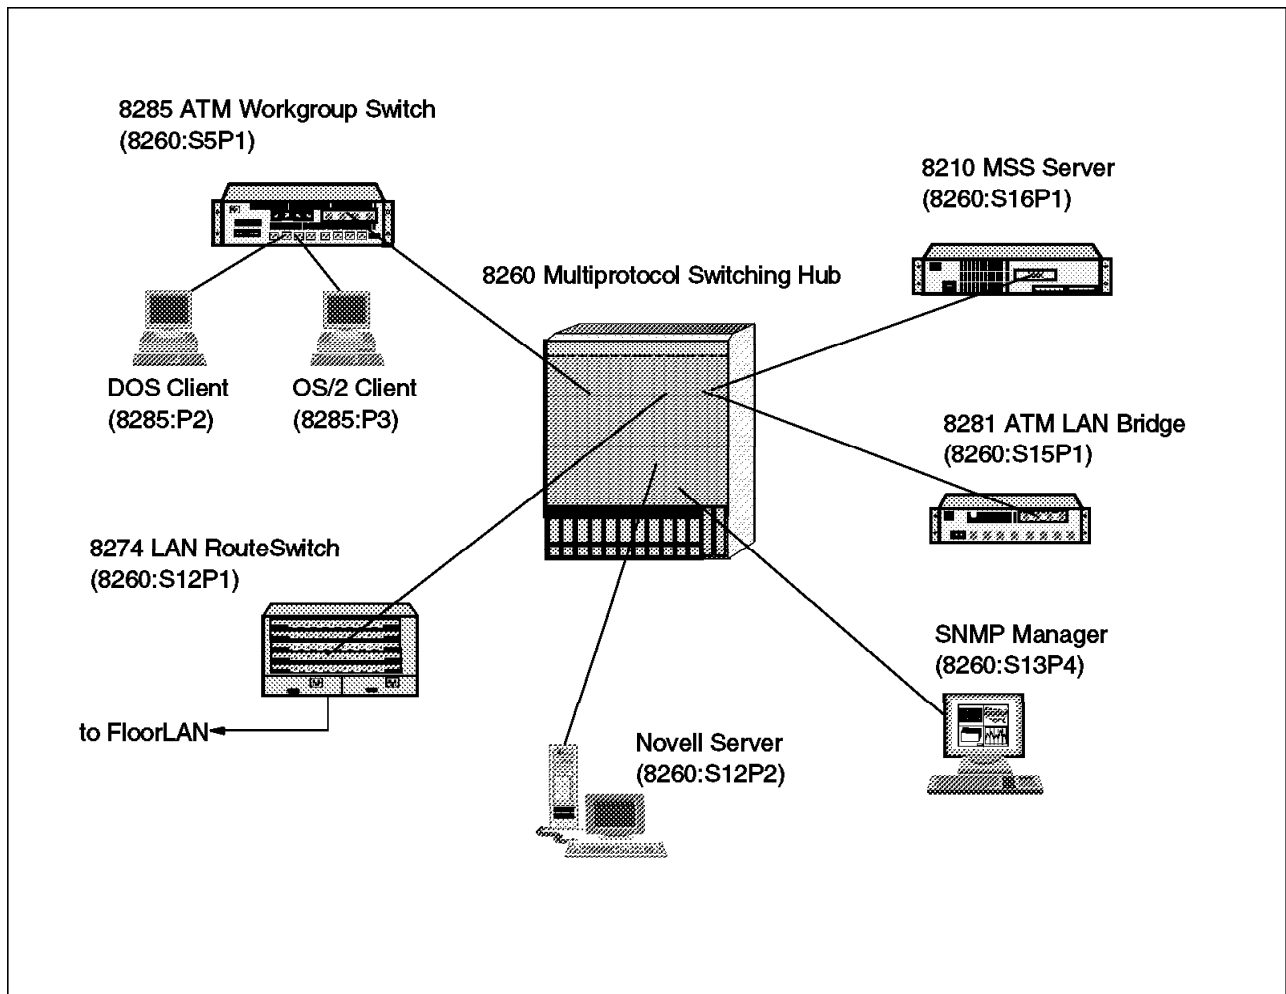 8285 ATM Workgroup Switch
(8260:S5P1)
8210 MSS Server
(8260:S16P1)
8260 Multiprotocol Switching Hub
DOS Client
(8285:P2)
OS/2 Client
(8285:P3)
8281 ATM LAN Bridge
(8260:S15P1)
8274 LAN RouteSwitch
(8260:S12P1)
SNMP Manager
(8260:S13P4)
to FloorLAN
Novell Server
(8260:S12P2)